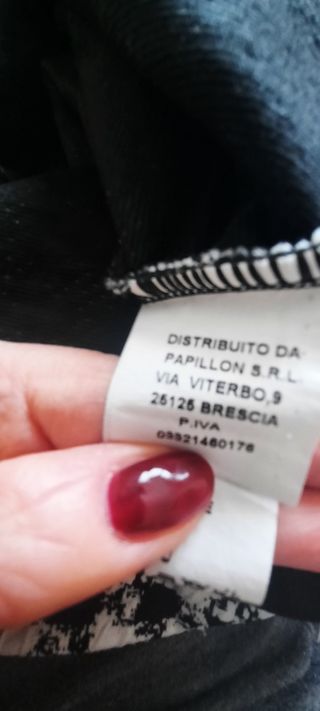 DISTRIBUITO DA
PAPILLON S.R.L.
VIA VITERBO,9
25125 BRESCIA
P.IVA
03321460176